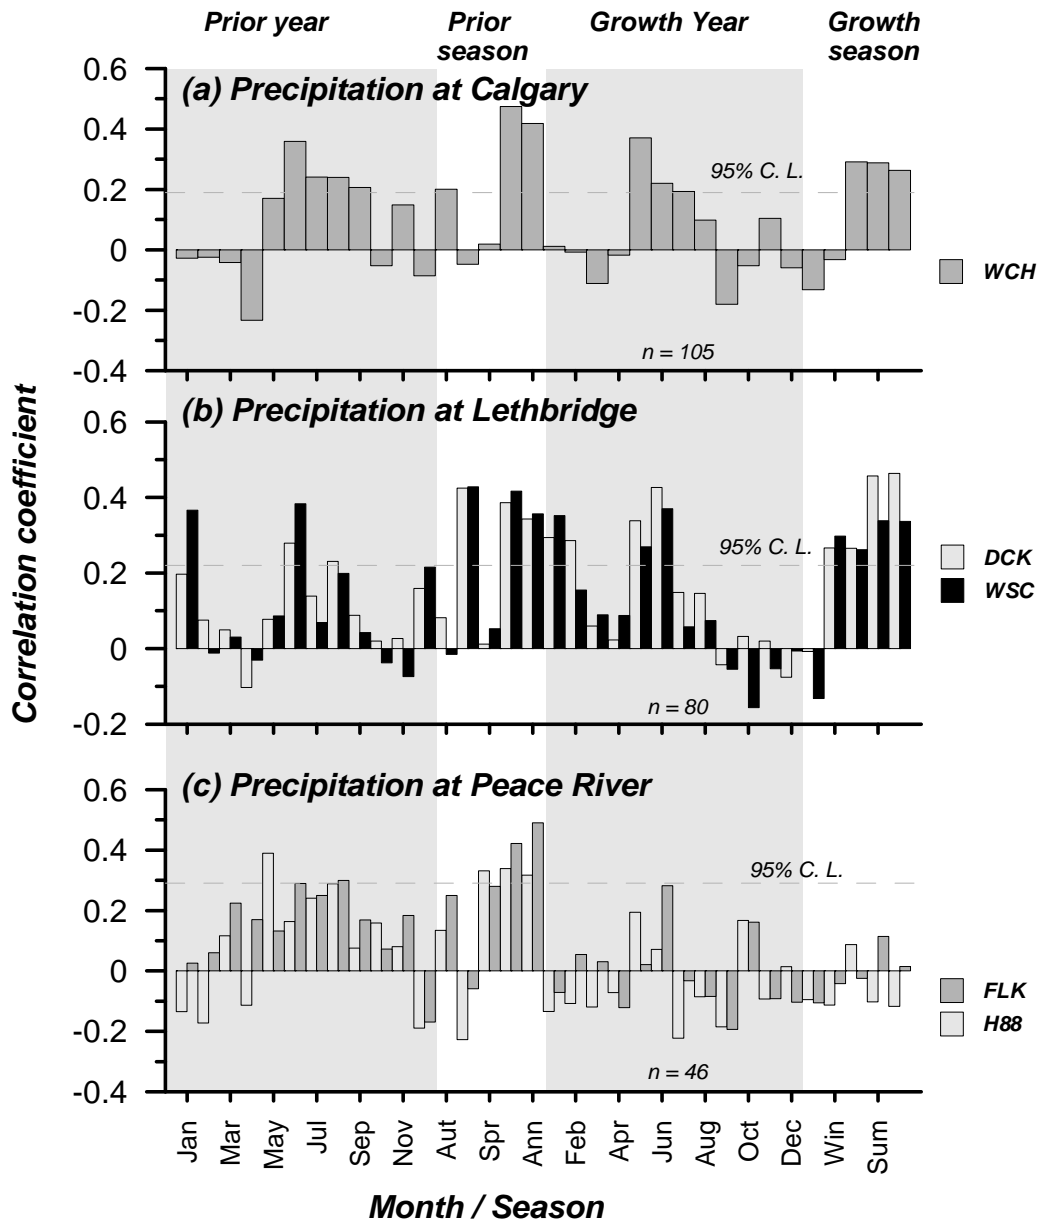 Prior year
Prior season
Growth Year
Growth season
(a) Precipitation at Calgary
0.6
0.4
0.2
0
-0.2
-0.4
95% C. L.
n = 105
WCH
Correlation coefficient
(b) Precipitation at Lethbridge
0.6
0.4
0.2
0
-0.2
95% C. L.
n = 80
DCK
WSC
(c) Precipitation at Peace River
0.6
0.4
0.2
0
-0.2
-0.4
95% C. L.
n = 46
FLK
H88
Jan Mar May Jul Sep Nov Aut Spr Ann Feb Apr Jun Aug Oct Dec Win Sum
Month / Season